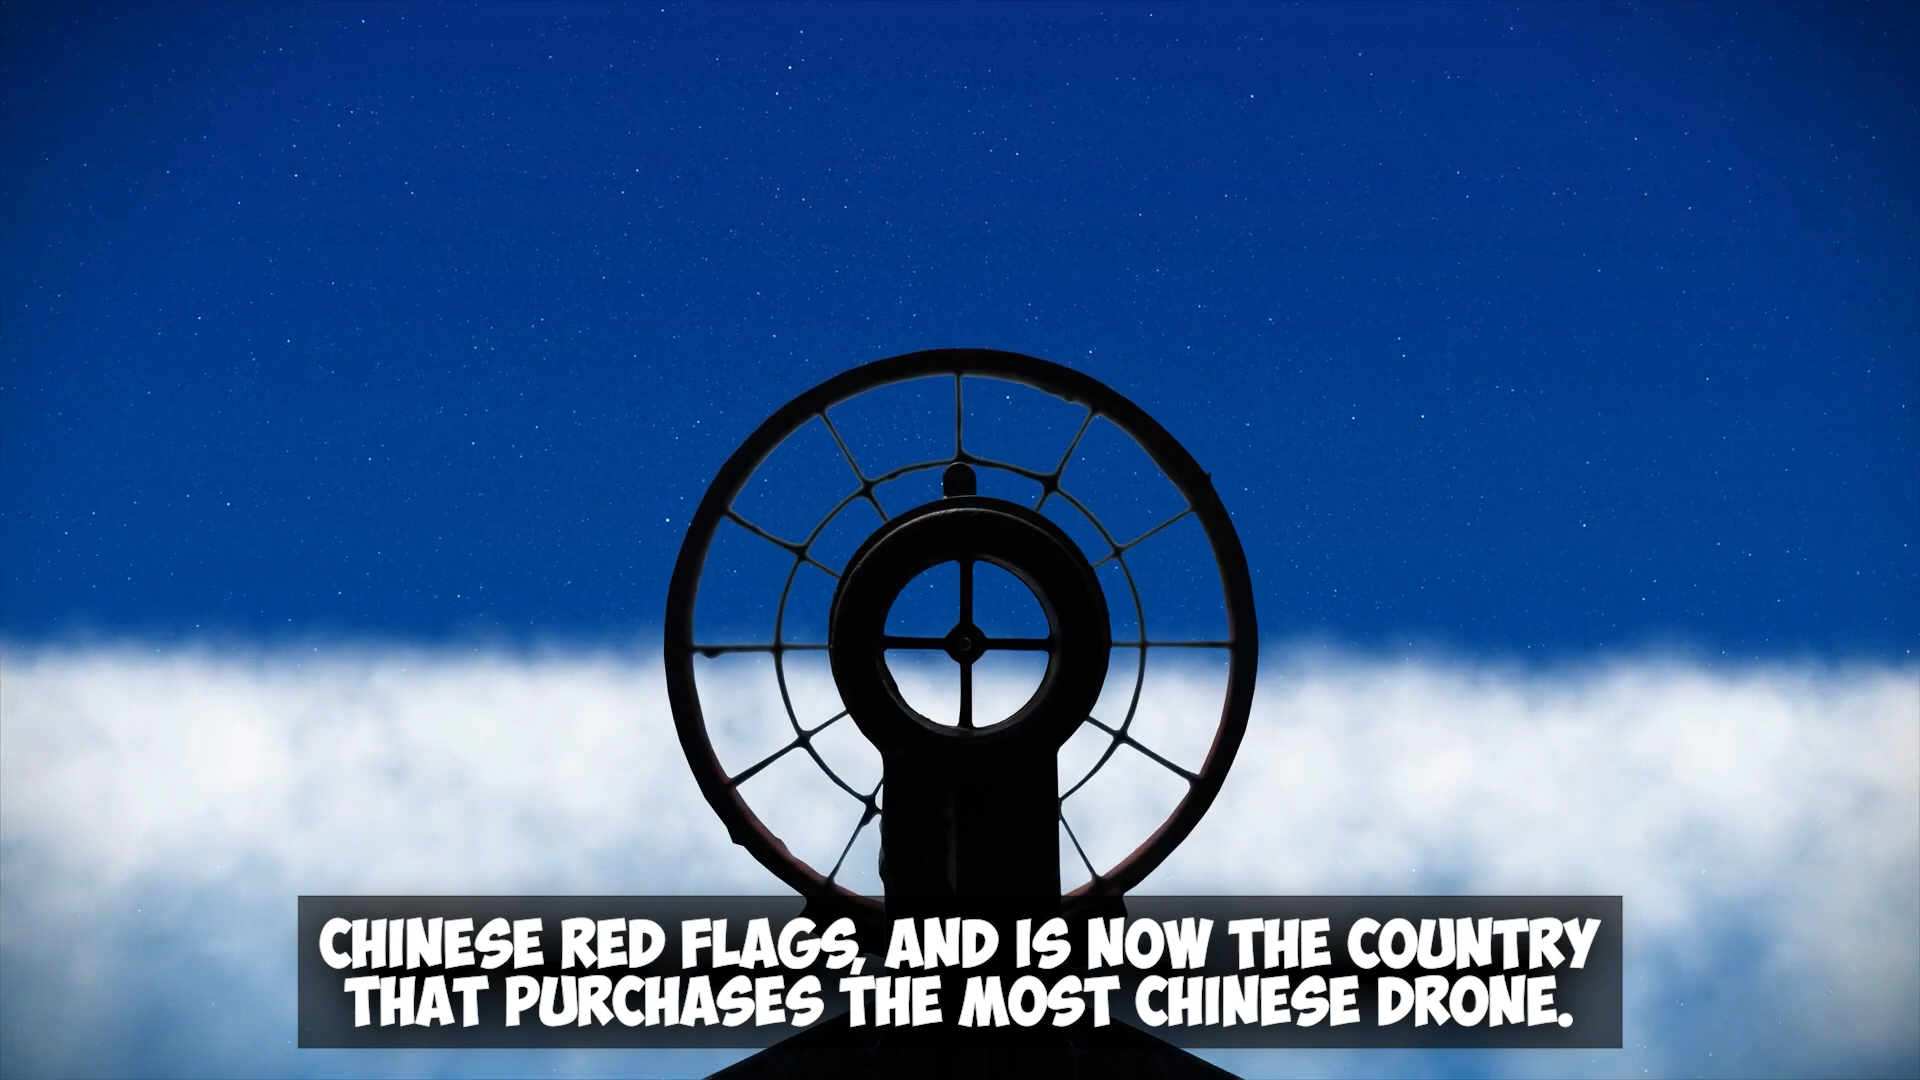 CHINESE RED FLAGS, AND IS NOW THE COUNTRY
THAT PURCHASES THE MOST CHINESE DRONE.